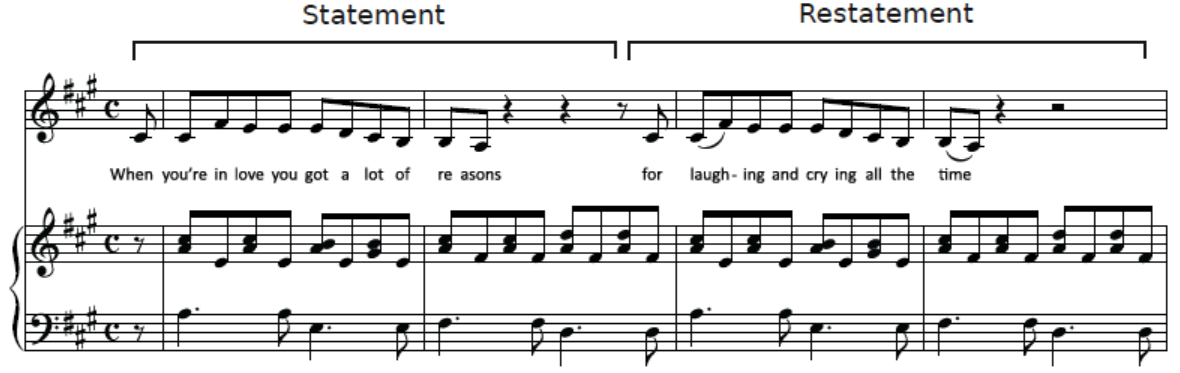 Statement Restatement
When you're in love you got a lot of re asons for laugh- ing and cry ing all the time